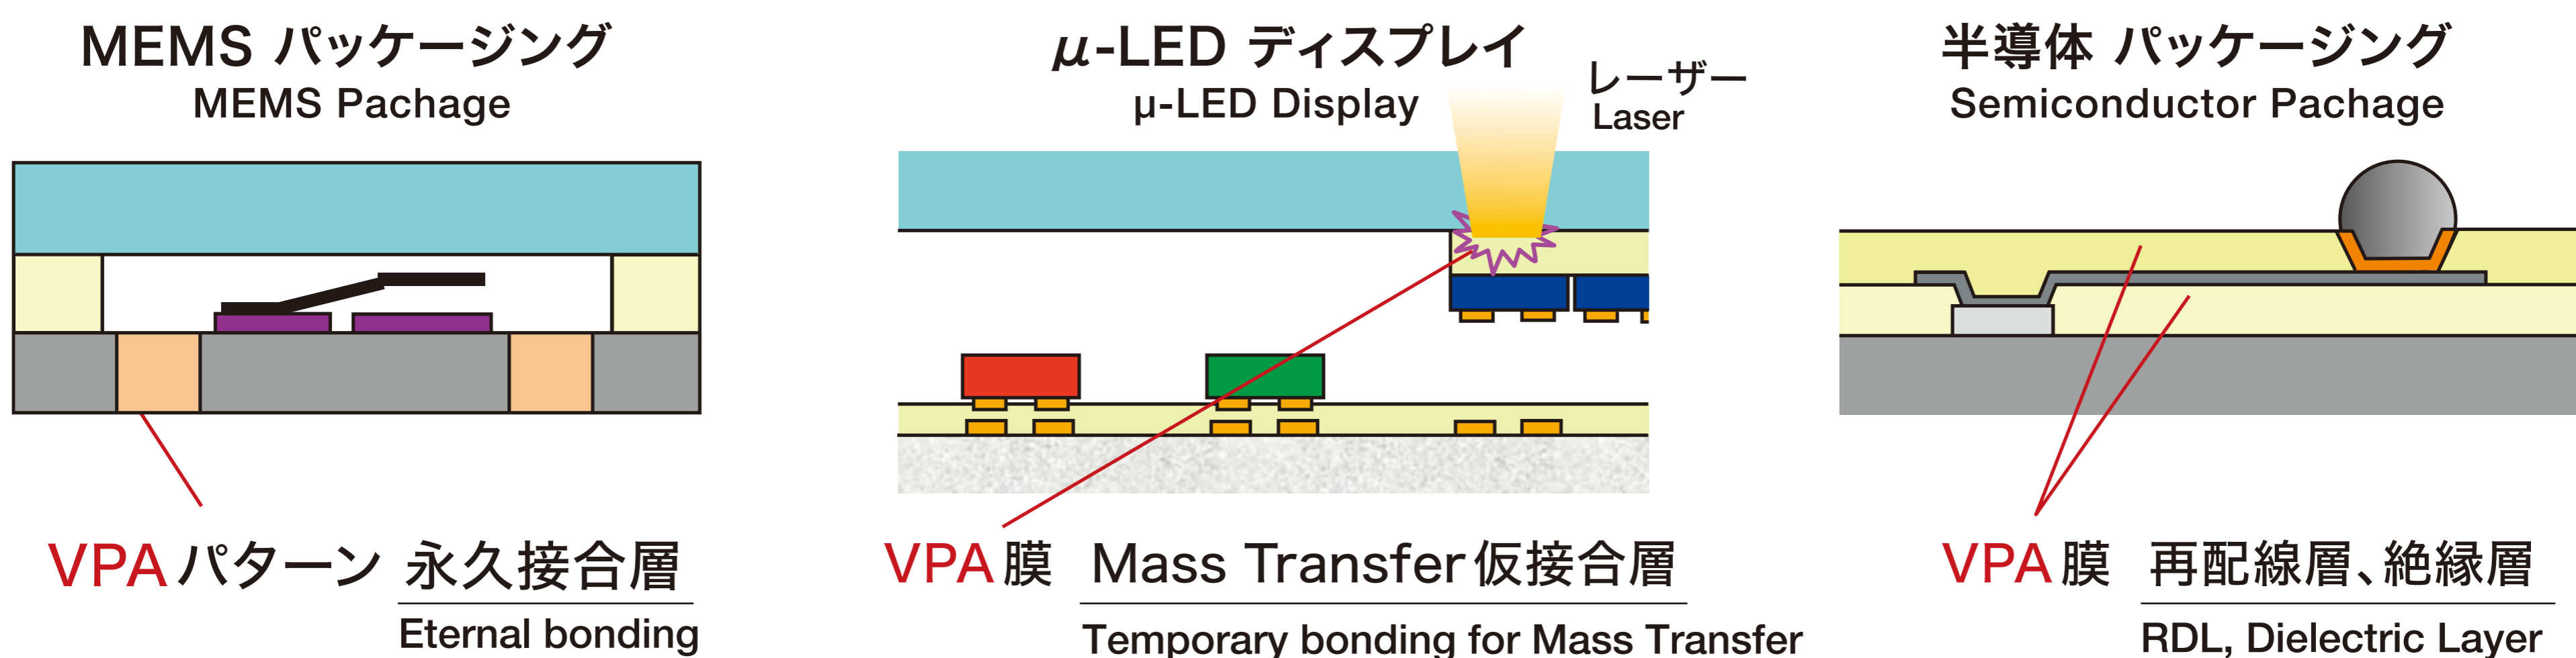 MEMS パッケージング
MEMS Pachage
VPA パターン 永久接合層
Eternal bonding
μ-LED ディスプレイ
μ-LED Display
レーザー
Laser
VPA 膜 Mass Transfer 仮接合層
Temporary bonding for Mass Transfer
半導体 パッケージング
Semiconductor Pachage
VPA 膜 再配線層、絶縁層
RDL, Dielectric Layer